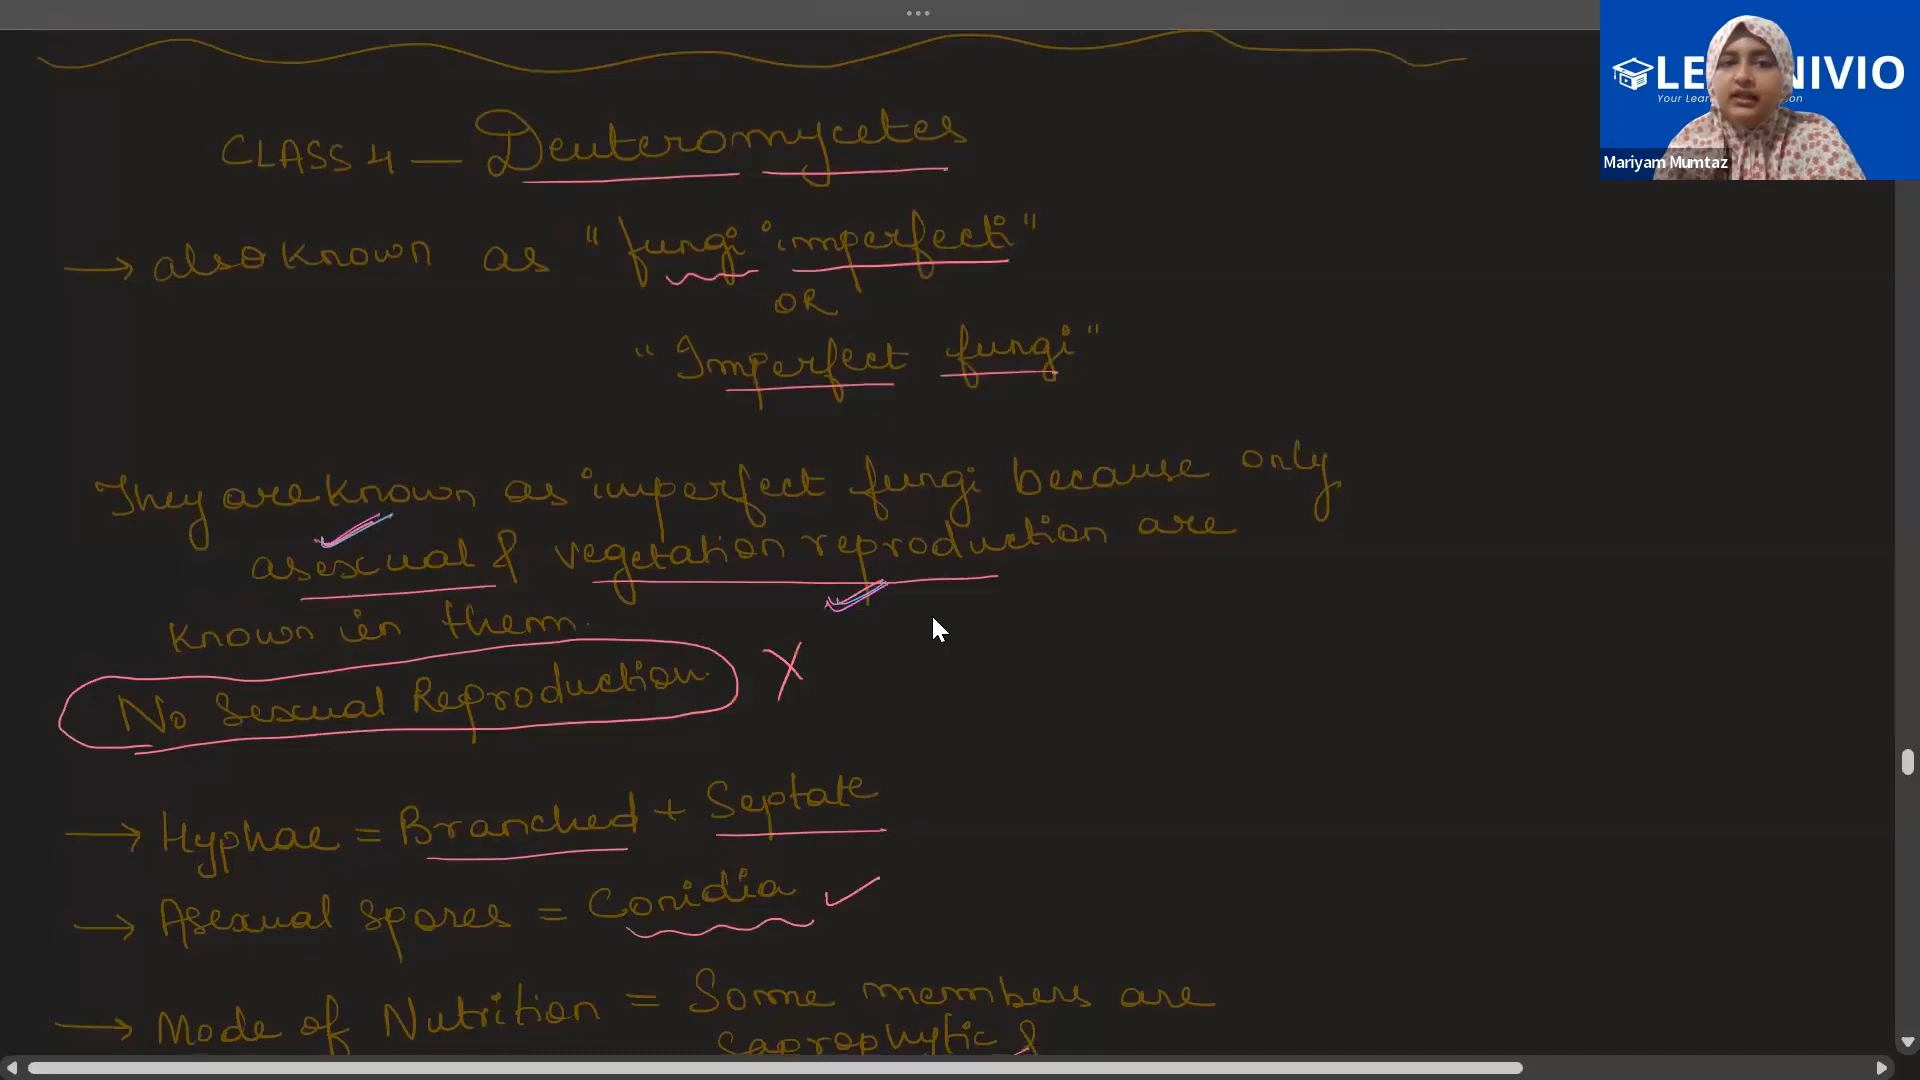 LE NIVIO
Your Lear on
Mariyam Mumtaz
CLASS 4 — Deuteromycetes
→ also known as "fungi imperfecti"
OR
"Imperfect fungi"
They are known as imperfect fungi because only
asexual & vegetation reproduction are
known in them.
No Sexual Reproduction. X
→ Hyphae = Branched + Septate
→ Asexual spores = Conidia ✓
→ Mode of Nutrition = Some members are
saprophytic &